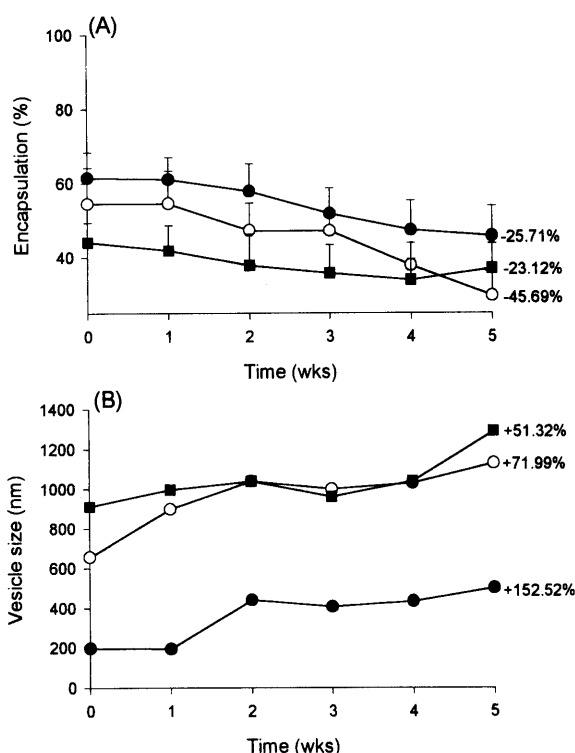 (A)
100
80
60
40
Encapsulation (%)
-25.71%
-23.12%
-45.69%
0 1 2 3 4 5
Time (wks)
(B)
1400
1200
1000
800
600
400
200
0
Vesicle size (nm)
+51.32%
+71.99%
+152.52%
0 1 2 3 4 5
Time (wks)